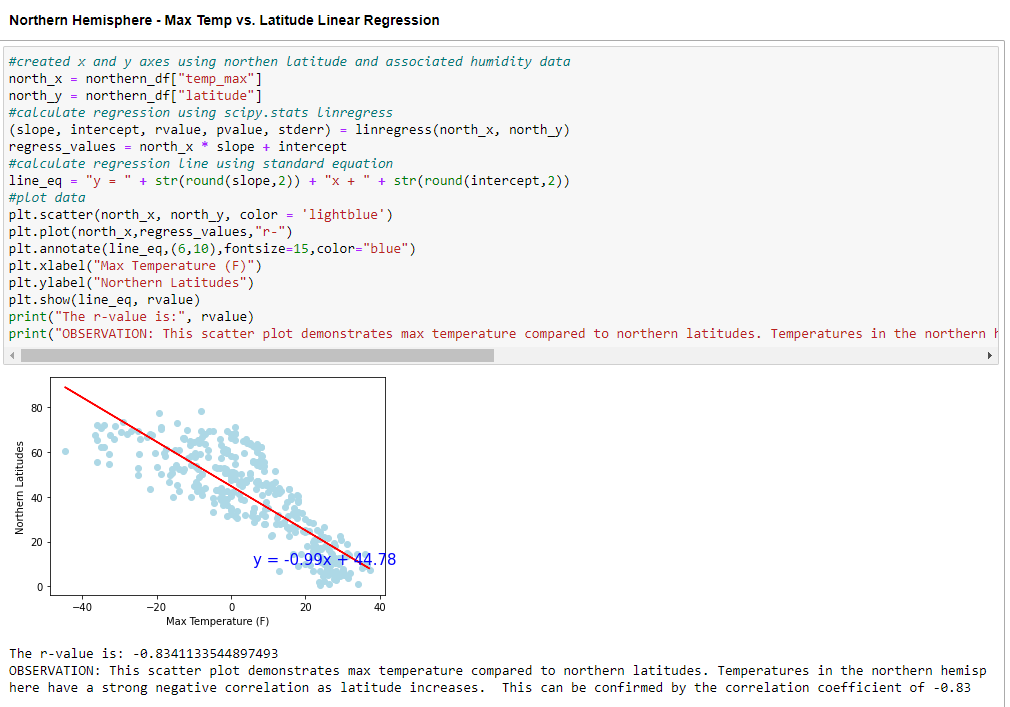 Northern Hemisphere - Max Temp vs. Latitude Linear Regression
#created x and y axes using northen latitude and associated humidity data
north_x = northern_df["temp_max"]
north_y = northern_df["latitude"]
#calculate regression using scipy.stats linregress
(slope, intercept, rvalue, pvalue, stderr) = linregress(north_x, north_y)
regress_values = north_x * slope + intercept
#calculate regression line using standard equation
line_eq = "y = " + str(round(slope,2)) + "x + " + str(round(intercept,2))
#plot data
plt.scatter(north_x, north_y, color = 'lightblue')
plt.plot(north_x,regress_values,"r-")
plt.annotate(line_eq,(6,10),fontsize=15,color="blue")
plt.xlabel("Max Temperature (F)")
plt.ylabel("Northern Latitudes")
plt.show(line_eq, rvalue)
print("The r-value is:", rvalue)
print("OBSERVATION: This scatter plot demonstrates max temperature compared to northern latitudes. Temperatures in the northern h
80
60
40
20
0
Northern Latitudes
y = -0.99x + 44.78
-40 -20 0 20 40
Max Temperature (F)
The r-value is: -0.8341133544897493
OBSERVATION: This scatter plot demonstrates max temperature compared to northern latitudes. Temperatures in the northern hemisp
here have a strong negative correlation as latitude increases.  This can be confirmed by the correlation coefficient of -0.83